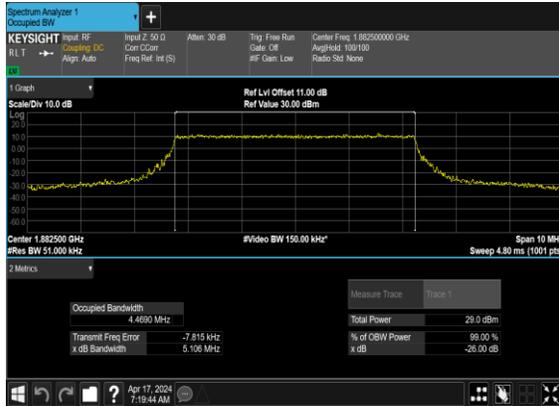 Spectrum Analyzer 1
Occupied BW
KEYSIGHT
Input: RF
Input Z: 50 Ω
Atten: 30 dB
Trig: Free Run
Center Freq: 1.882500000 GHz
RLT
Coupling: DC
Corr CCorr
Gate: Off
Avg|Hold: 100/100
Align: Auto
Freq Ref: Int (S)
#IF Gain: Low
Radio Std: None
1 Graph
Scale/Div 10.0 dB
Ref Lvl Offset 11.00 dB
Ref Value 30.00 dBm
Log
20.0
10.0
0.00
-10.0
-20.0
-30.0
-40.0
-50.0
-60.0
Center 1.882500 GHz
#Video BW 150.00 kHz*
Span 10 MH
#Res BW 51.000 kHz
Sweep 4.80 ms (1001 pts
2 Metrics
Measure Trace
Trace 1
Occupied Bandwidth
4.4690 MHz
Total Power
29.0 dBm
Transmit Freq Error
-7.815 kHz
% of OBW Power
99.00 %
x dB Bandwidth
5.106 MHz
x dB
-26.00 dB
?
Apr 17, 2024
7:19:44 AM